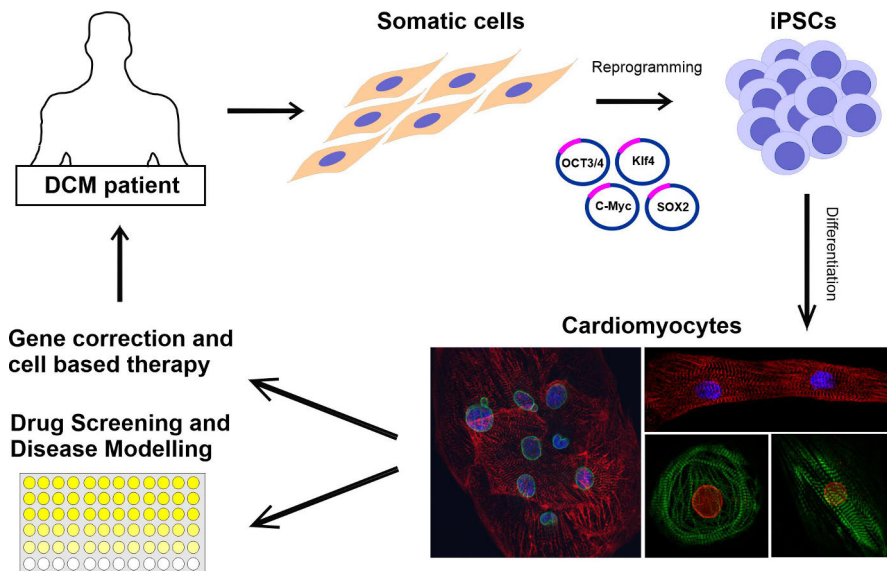 Somatic cells
iPSCs
Reprogramming
OCT3/4
Klf4
C-Myc
SOX2
DCM patient
Differentiation
Cardiomyocytes
Gene correction and
cell based therapy
Drug Screening and
Disease Modelling